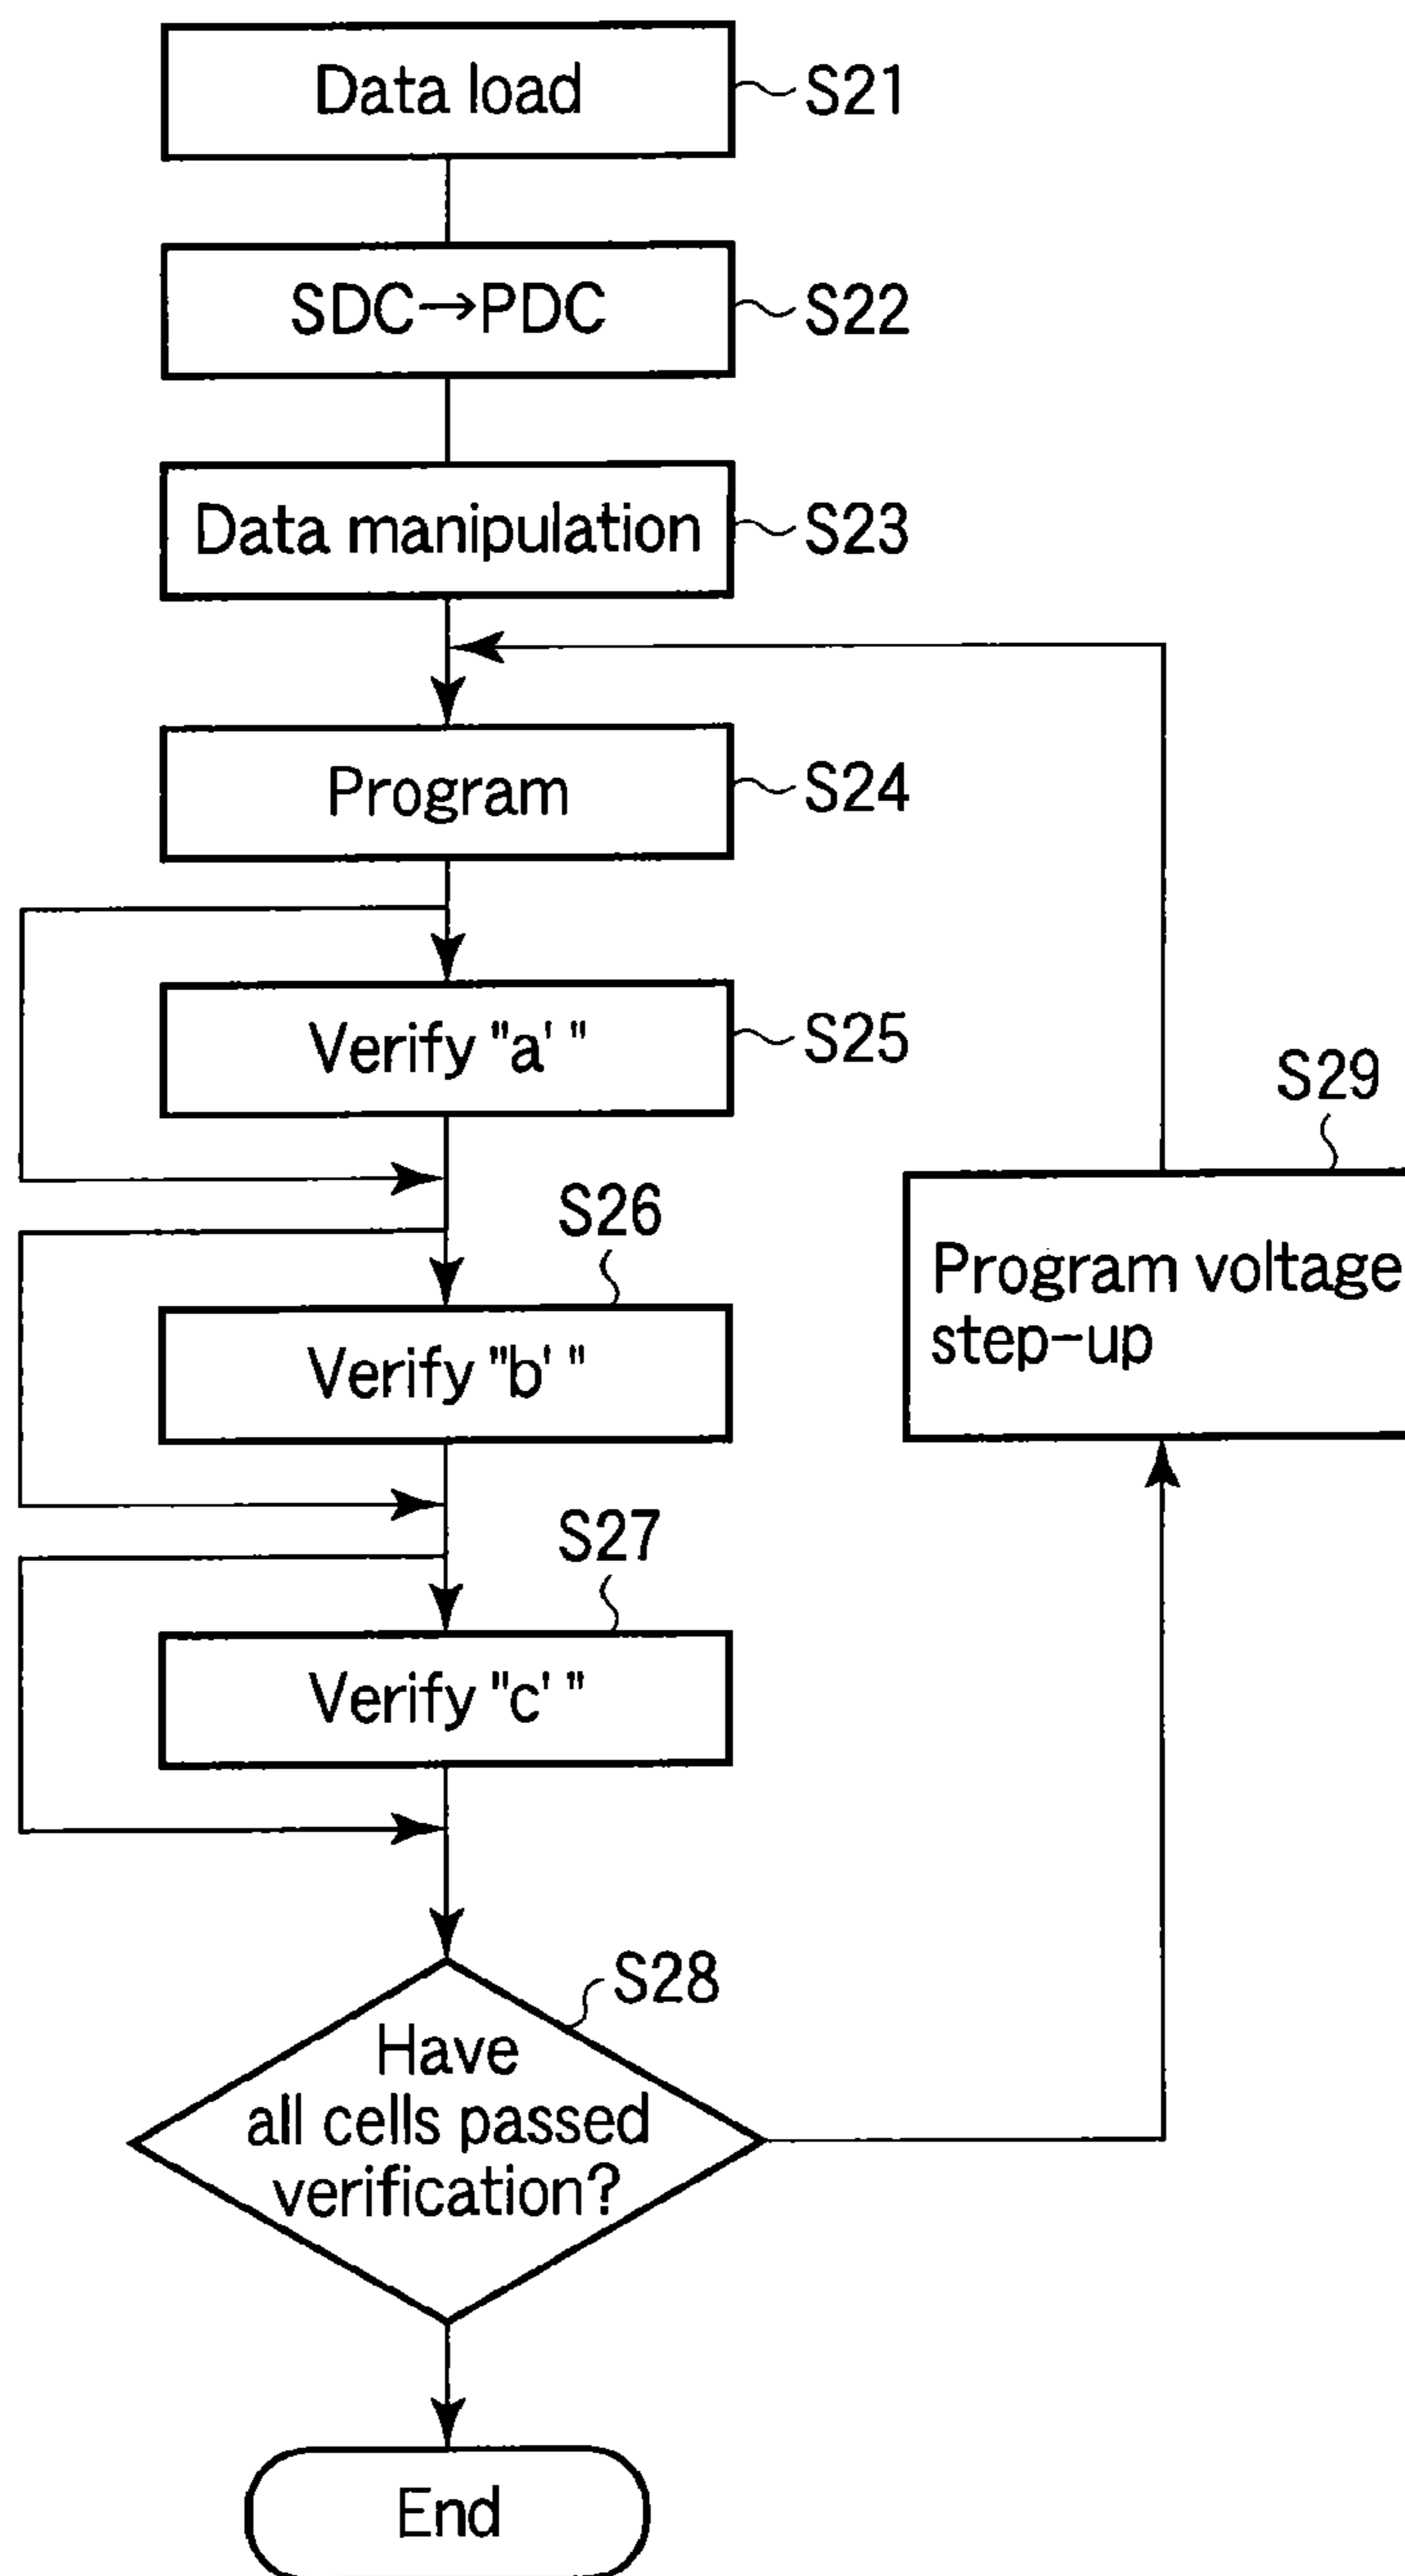 Data load
S21
SDC→PDC
S22
Data manipulation
S23
Program
S24
Verify "a' "
S25
S29
Program voltage
step-up
S26
Verify "b' "
S27
Verify "c' "
S28
Have
all cells passed
verification?
End